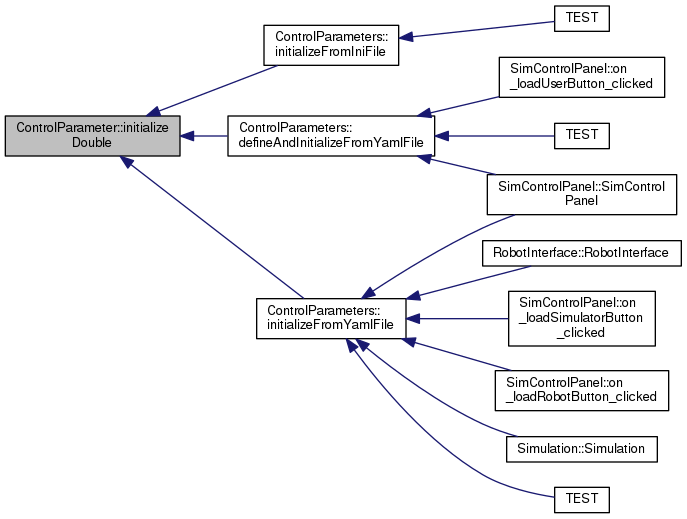 TEST
ControlParameters::
initializeFromIniFile
SimControlPanel::on
_loadUserButton_clicked
ControlParameter::initialize
Double
ControlParameters::
defineAndInitializeFromYamlFile
TEST
SimControlPanel::SimControl
Panel
RobotInterface::RobotInterface
ControlParameters::
initializeFromYamlFile
SimControlPanel::on
_loadSimulatorButton
_clicked
SimControlPanel::on
_loadRobotButton_clicked
Simulation::Simulation
TEST